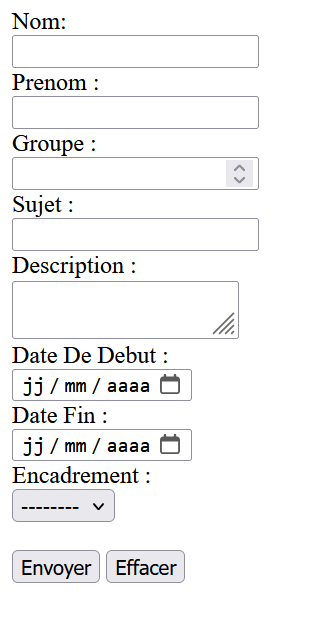 Nom:
Prenom :
Groupe :
Sujet :
Description :
Date De Debut :
jj / mm / aaaa
Date Fin :
jj / mm / aaaa
Encadrement :
--------
Envoyer Effacer